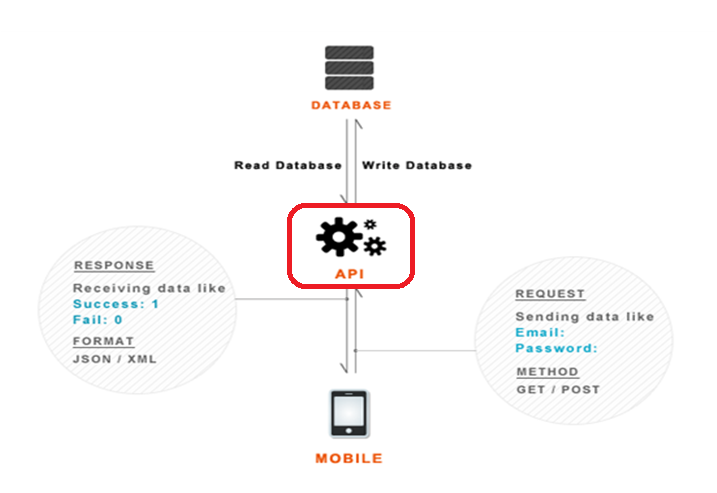 DATABASE
Read Database
Write Database
API
RESPONSE
Receiving data like
Success: 1
Fail: 0
FORMAT
JSON / XML
REQUEST
Sending data like
Email:
Password:
METHOD
GET / POST
MOBILE